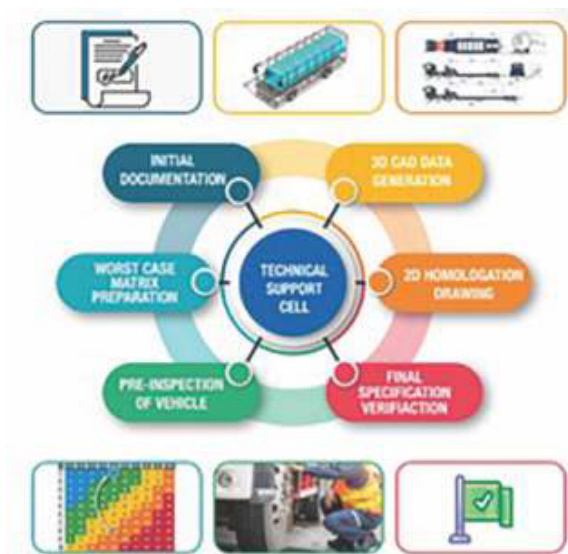 INITIAL
DOCUMENTATION
3D CAD DATA
GENERATION
WORST CASE
MATRIX
PREPARATION
TECHNICAL
SUPPORT
CELL
2D HOMOLOGATION
DRAWING
PRE-INSPECTION
OF VEHICLE
FINAL
SPECIFICATION
VERIFIACTION